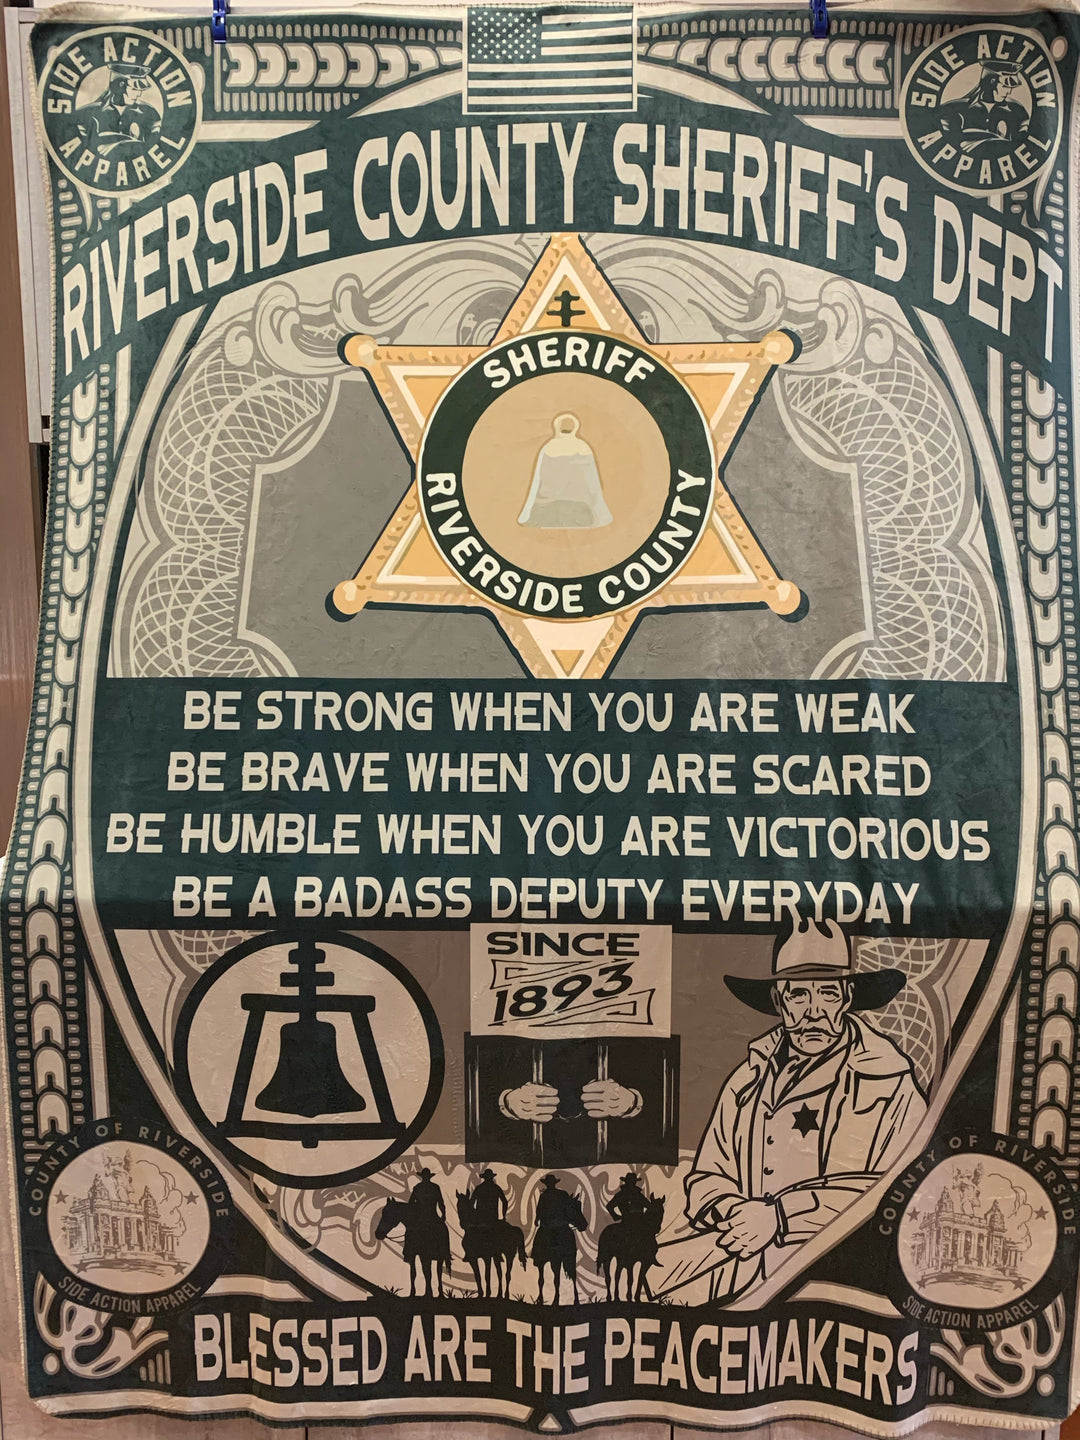 SIDE ACTION
APPAREL
SIDE ACTION
APPAREL
RIVERSIDE COUNTY SHERIFF'S DEPT
SHERIFF
RIVERSIDE COUNTY
BE STRONG WHEN YOU ARE WEAK
BE BRAVE WHEN YOU ARE SCARED
BE HUMBLE WHEN YOU ARE VICTORIOUS
BE A BADASS DEPUTY EVERYDAY
SINCE
1893
COUNTY OF RIVERSIDE
SIDE ACTION APPAREL
COUNTY OF RIVERSIDE
SIDE ACTION APPAREL
BLESSED ARE THE PEACEMAKERS